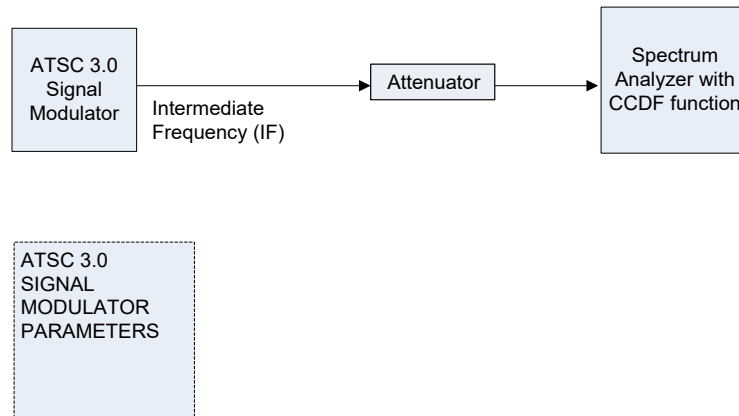 ATSC 3.0
Signal
Modulator
Intermediate
Frequency (IF)
Attenuator
Spectrum
Analyzer with
CCDF function
ATSC 3.0
SIGNAL
MODULATOR
PARAMETERS